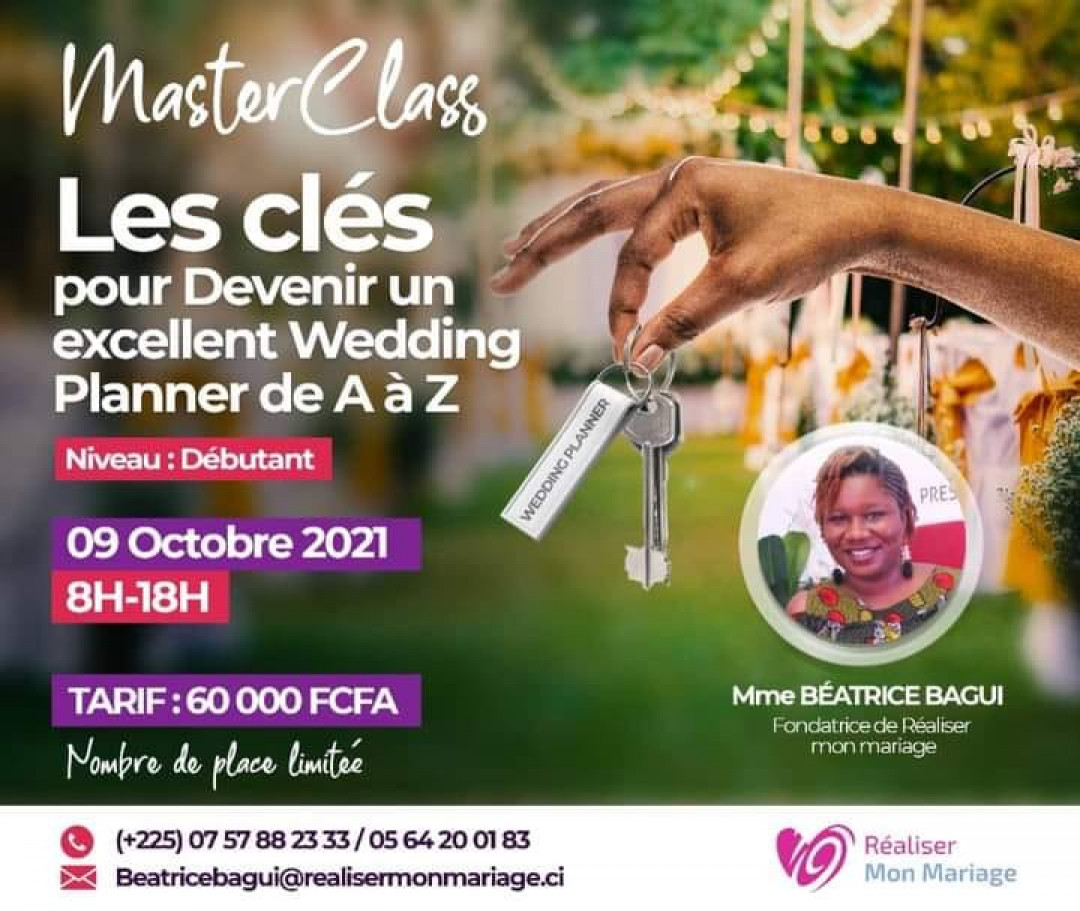 MasterClass
Les clés
pour Devenir un
excellent Wedding
Planner de A à Z
Niveau : Débutant
09 Octobre 2021
8H-18H
TARIF : 60 000 FCFA
Nombre de place limitée
WEDDING PLANNER
PRES
Mme BÉATRICE BAGUI
Fondatrice de Réaliser
mon mariage
(+225) 07 57 88 23 33 / 05 64 20 01 83
Beatricebagui@realisermonmariage.ci
Réaliser
Mon Mariage